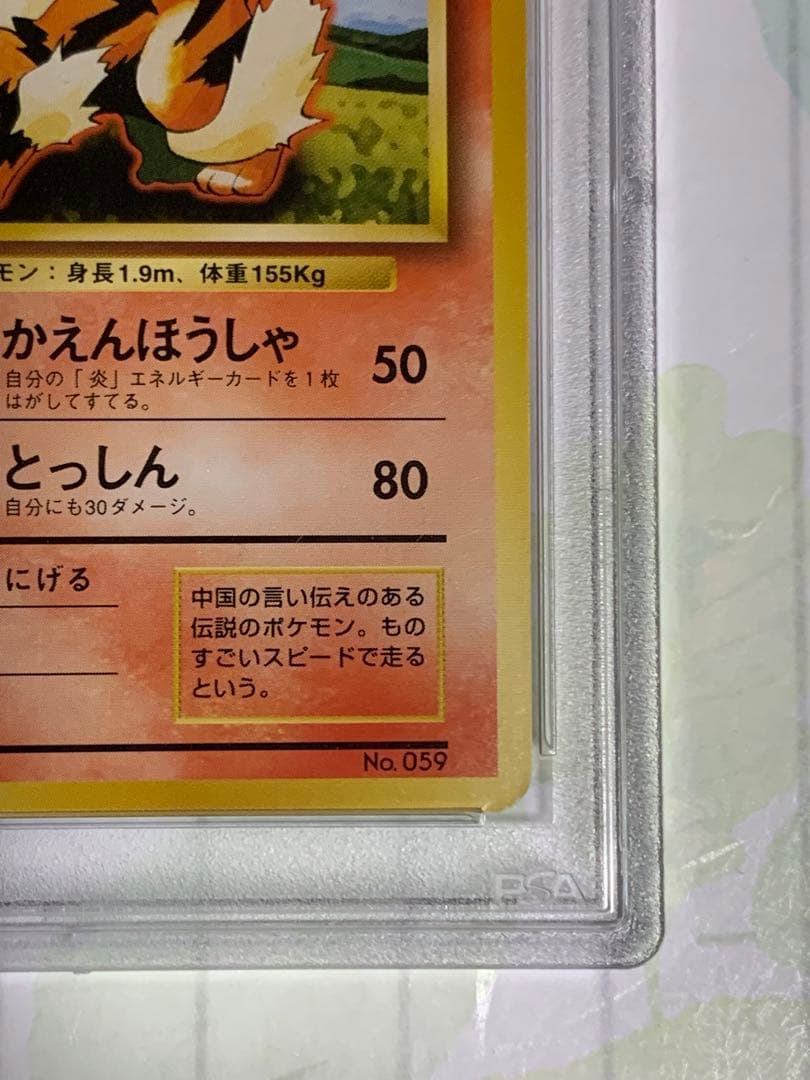 モン：身長1.9m、体重155Kg
かえんほうしゃ 50
自分の「炎」エネルギーカードを1枚
はがしてすてる。
とっしん 80
自分にも30ダメージ。
にげる
中国の言い伝えのある
伝説のポケモン。もの
すごいスピードで走る
という。
No. 059
PSA